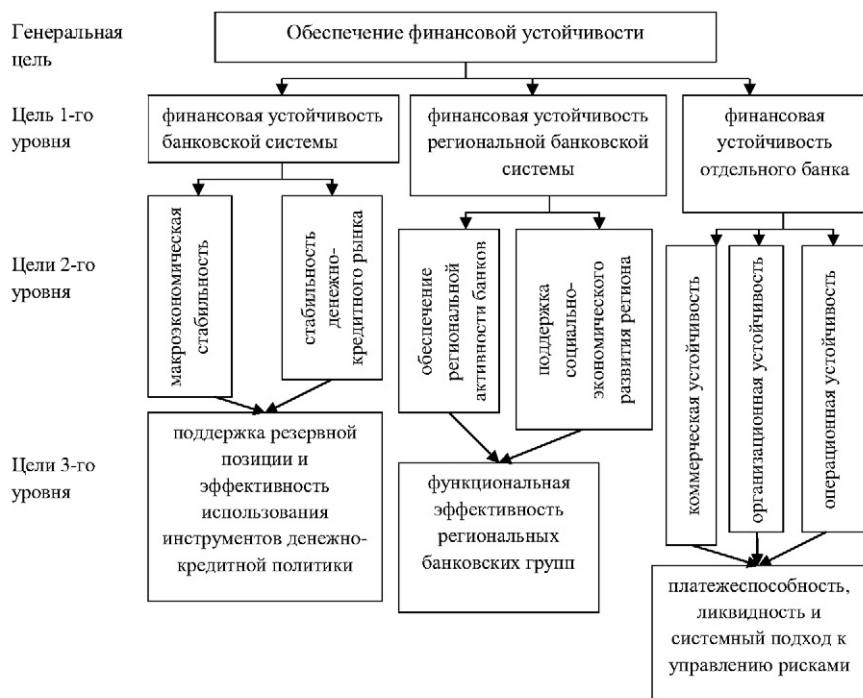 Генеральная
цель
Обеспечение финансовой устойчивости
Цель 1-го
уровня
финансовая устойчивость
банковской системы
финансовая устойчивость
региональной банковской
системы
финансовая
устойчивость
отдельного банка
Цели 2-го
уровня
макроэкономическая
стабильность
стабильность
денежно-
кредитного рынка
обеспечение
региональной
активности банков
поддержка
социально-
экономического
развития региона
коммерческая устойчивость
организационная устойчивость
операционная устойчивость
Цели 3-го
уровня
поддержка резервной
позиции и
эффективность
использования
инструментов денежно-
кредитной политики
функциональная
эффективность
региональных
банковских групп
платежеспособность,
ликвидность и
системный подход к
управлению рисками